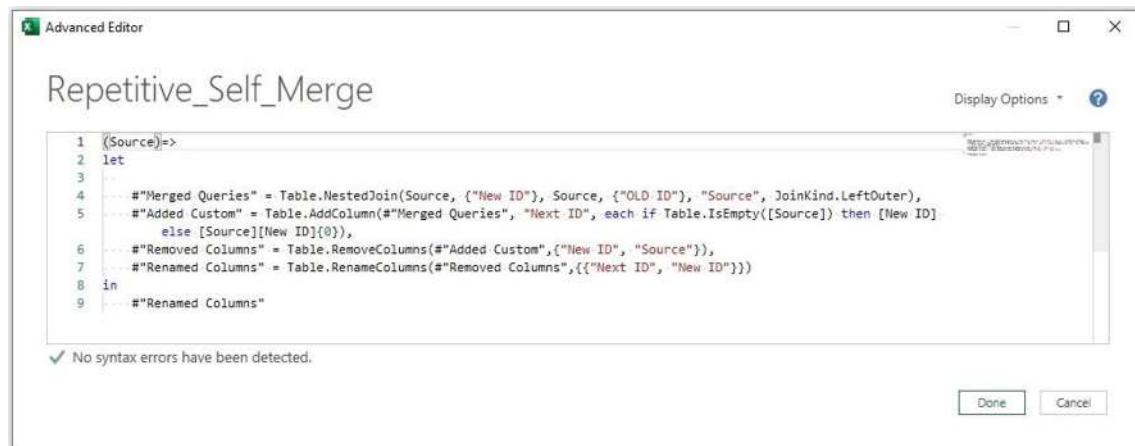 Advanced Editor
Repetitive_Self_Merge
Display Options
1 (Source)=>
2 let
3
4 #"Merged Queries" = Table.NestedJoin(Source, {"New ID"}, Source, {"OLD ID"}, "Source", JoinKind.LeftOuter),
5 #"Added Custom" = Table.AddColumn(#"Merged Queries", "Next ID", each if Table.IsEmpty([Source]) then [New ID]
else [Source][New ID]{0}),
6 #"Removed Columns" = Table.RemoveColumns(#"Added Custom",{"New ID", "Source"}),
7 #"Renamed Columns" = Table.RenameColumns(#"Removed Columns",{{"Next ID", "New ID"}})
8 in
9 #"Renamed Columns"
No syntax errors have been detected.
Done
Cancel